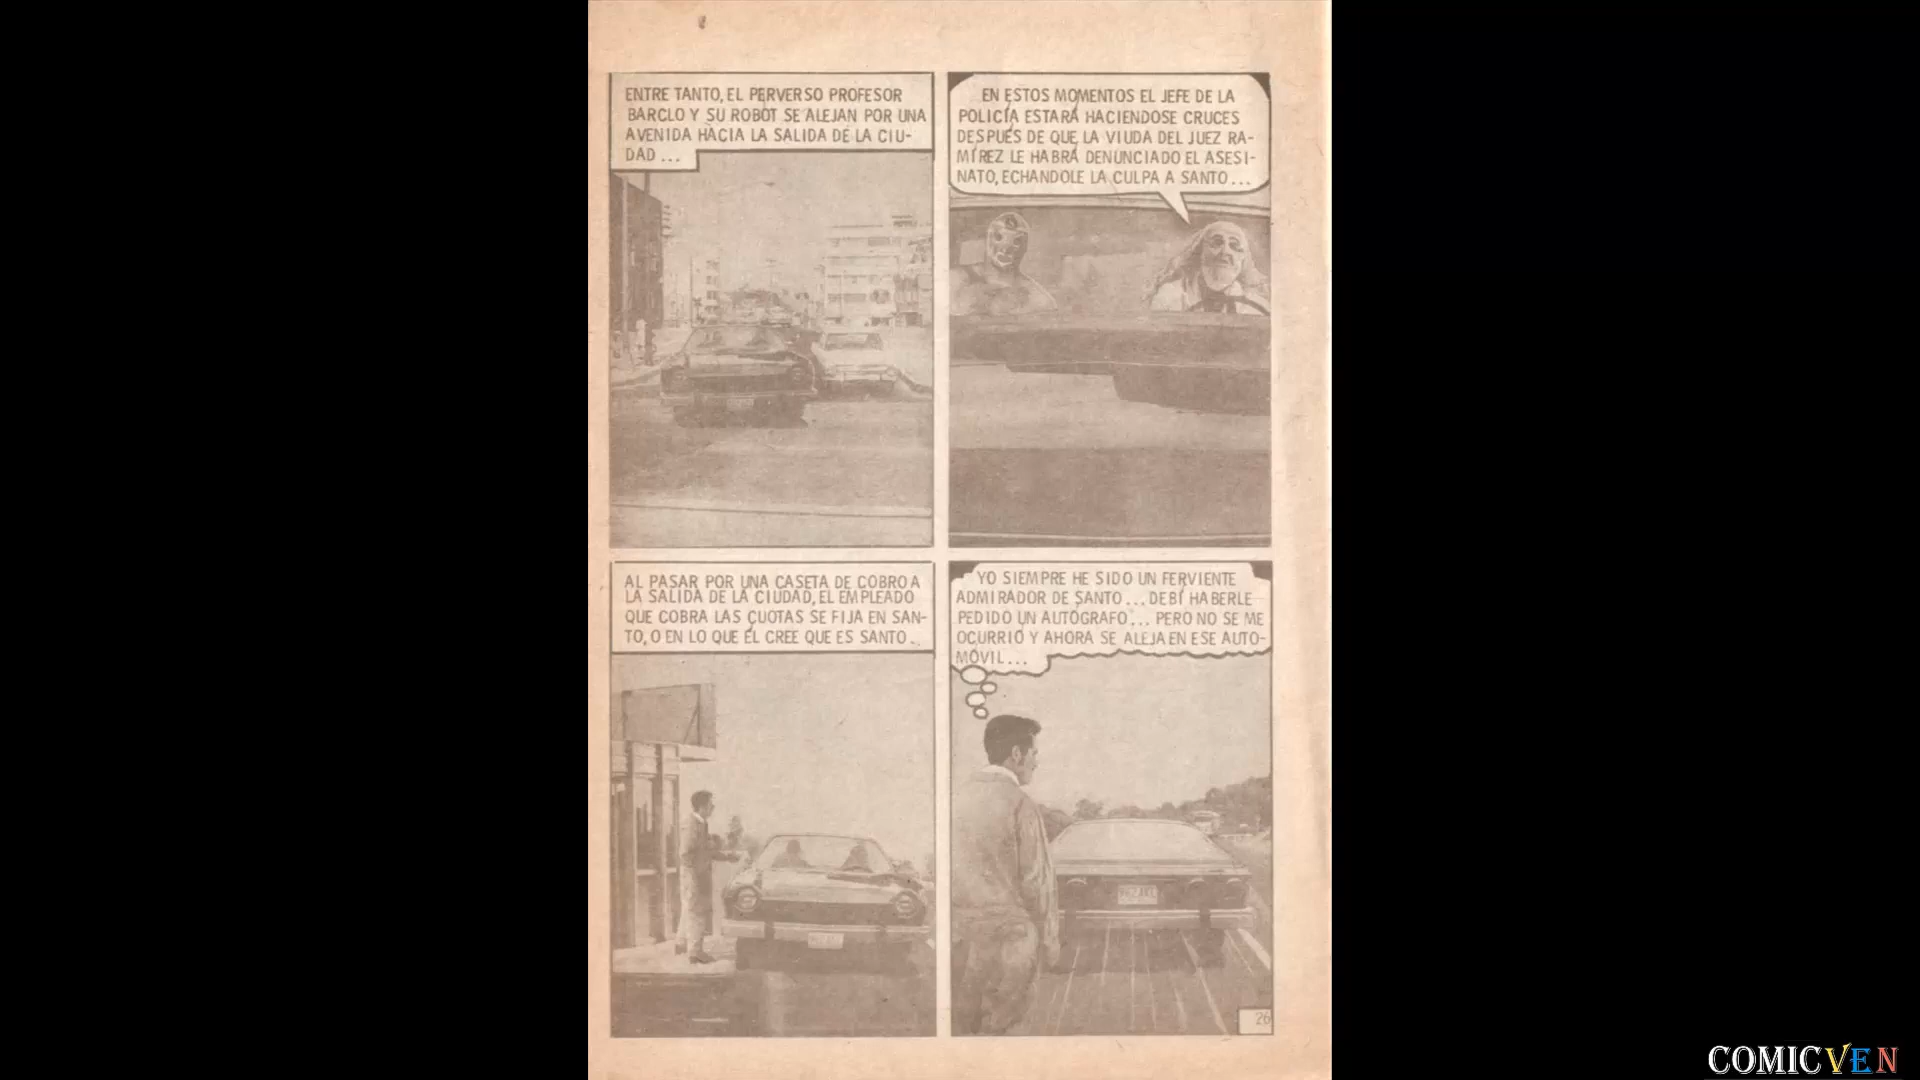 ENTRE TANTO, EL PERVERSO PROFESOR
BARCLO Y SU ROBOT SE ALEJAN POR UNA
AVENIDA HACIA LA SALIDA DE LA CIU-
DAD...
EN ESTOS MOMENTOS EL JEFE DE LA
POLICÍA ESTARÁ HACIENDOSE CRUCES
DESPUÉS DE QUE LA VIUDA DEL JUEZ RA-
MÍREZ LE HABRÁ DENUNCIADO EL ASESI-
NATO, ECHANDOLE LA CULPA A SANTO...
AL PASAR POR UNA CASETA DE COBRO A
LA SALIDA DE LA CIUDAD, EL EMPLEADO
QUE COBRA LAS CUOTAS SE FIJA EN SAN-
TO, O EN LO QUE ÉL CREE QUE ES SANTO..
YO SIEMPRE HE SIDO UN FERVIENTE
ADMIRADOR DE SANTO... DEBÍ HABERLE
PEDIDO UN AUTÓGRAFO... PERO NO SE ME
OCURRIÓ Y AHORA SE ALEJA EN ESE AUTO-
MÓVIL...
26
COMICVEN